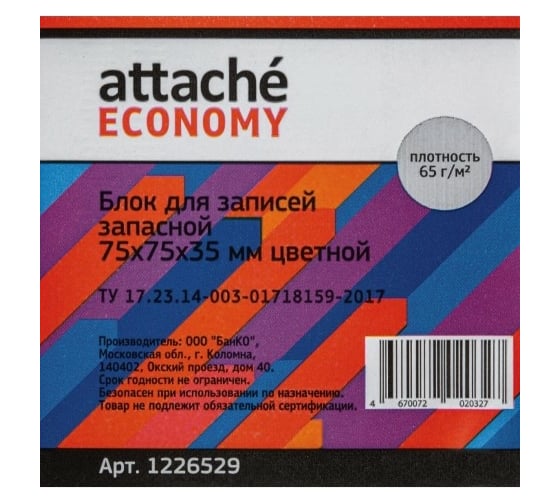 attaché
ECONOMY
плотность
65 г/м²
Блок для записей
запасной
75х75х35 мм цветной
ТУ 17.23.14-003-01718159-2017
Производитель: ООО "БанКО",
Московская обл., г. Коломна,
140402, Окский проезд, дом 40.
Срок годности не ограничен.
Безопасен при использовании по назначению.
Товар не подлежит обязательной сертификации.
4 670072 020327
Арт. 1226529